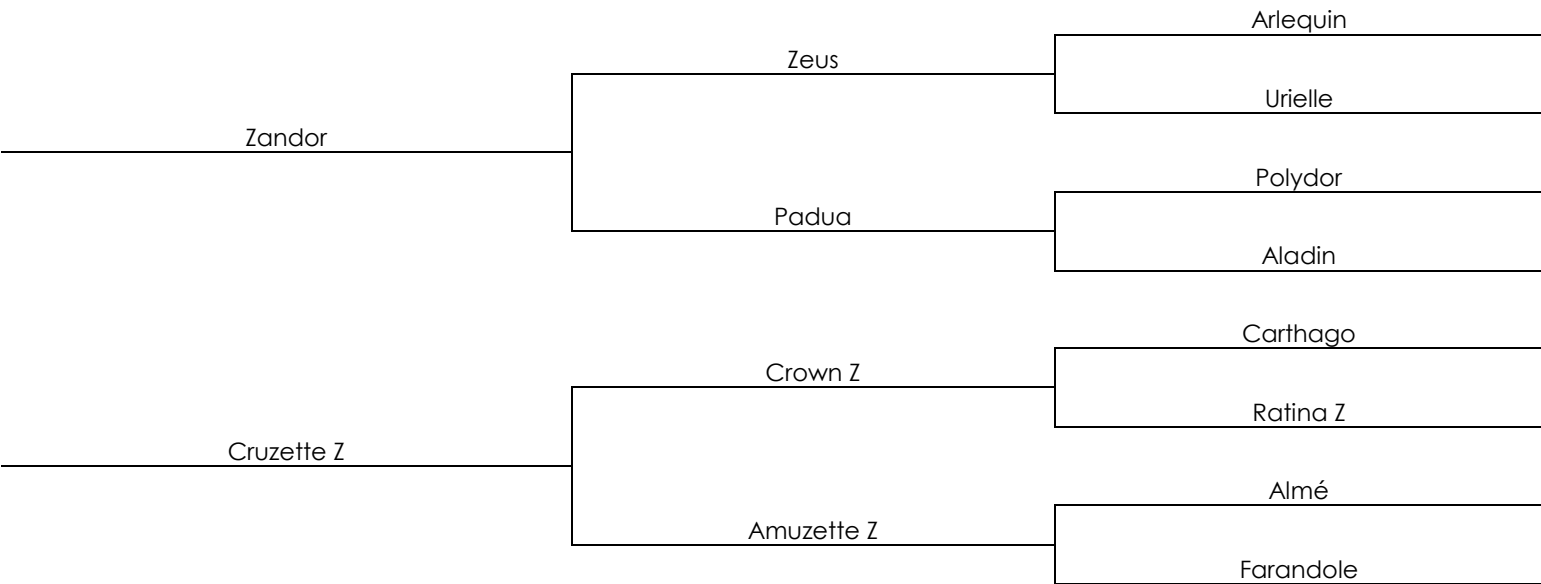 Arlequin
Zeus
Urielle
Zandor
Polydor
Padua
Aladin
Carthago
Crown Z
Ratina Z
Cruzette Z
Almé
Amuzette Z
Farandole